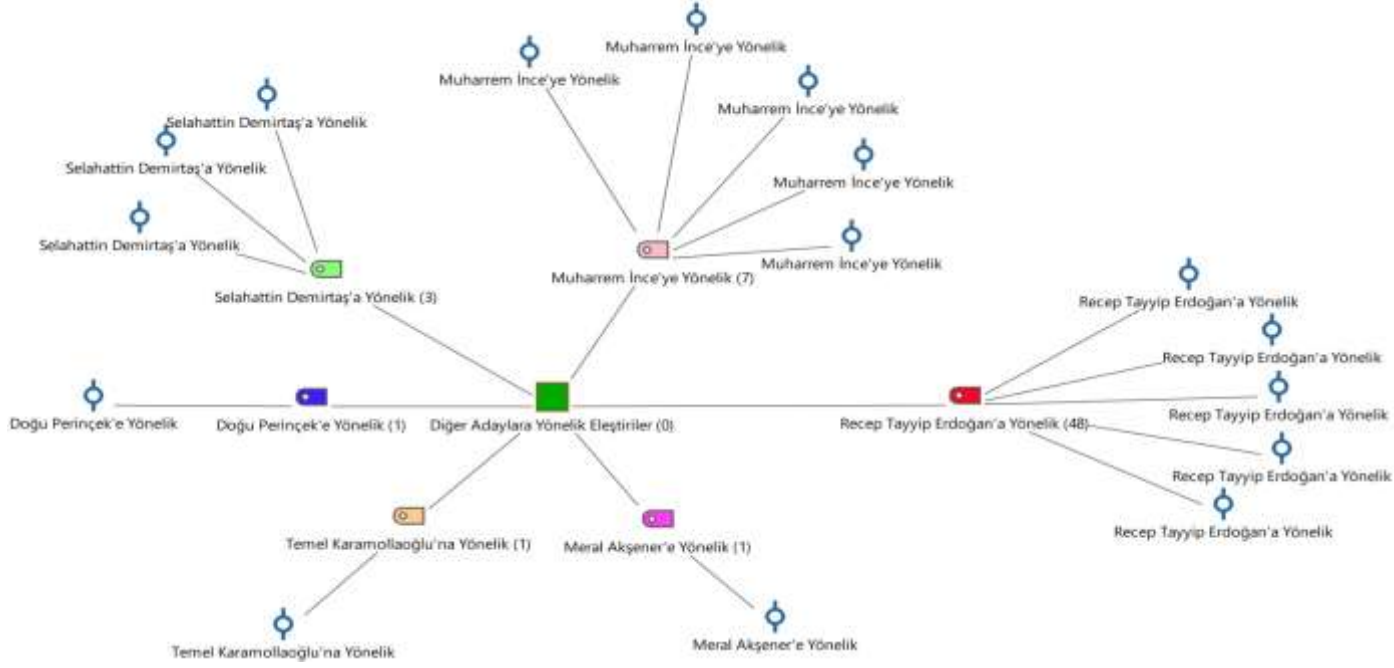 Muharrem İnce'ye Yönelik
Muharrem İnce'ye Yönelik
Muharrem İnce'ye Yönelik
Selahattin Demirtaş'a Yönelik
Selahattin Demirtaş'a Yönelik
Muharrem İnce'ye Yönelik
Selahattin Demirtaş'a Yönelik
Muharrem İnce'ye Yönelik
Muharrem İnce'ye Yönelik (7)
Selahattin Demirtaş'a Yönelik (3)
Recep Tayyip Erdoğan'a Yönelik
Recep Tayyip Erdoğan'a Yönelik
Recep Tayyip Erdoğan'a Yönelik
Doğu Perinçek'e Yönelik
Doğu Perinçek'e Yönelik (1)
Diğer Adaylara Yönelik Eleştiriler (0)
Recep Tayyip Erdoğan'a Yönelik (48)
Recep Tayyip Erdoğan'a Yönelik
Recep Tayyip Erdoğan'a Yönelik
Temel Karamollaoğlu'na Yönelik (1)
Meral Akşener'e Yönelik (1)
Temel Karamollaoğlu'na Yönelik
Meral Akşener'e Yönelik